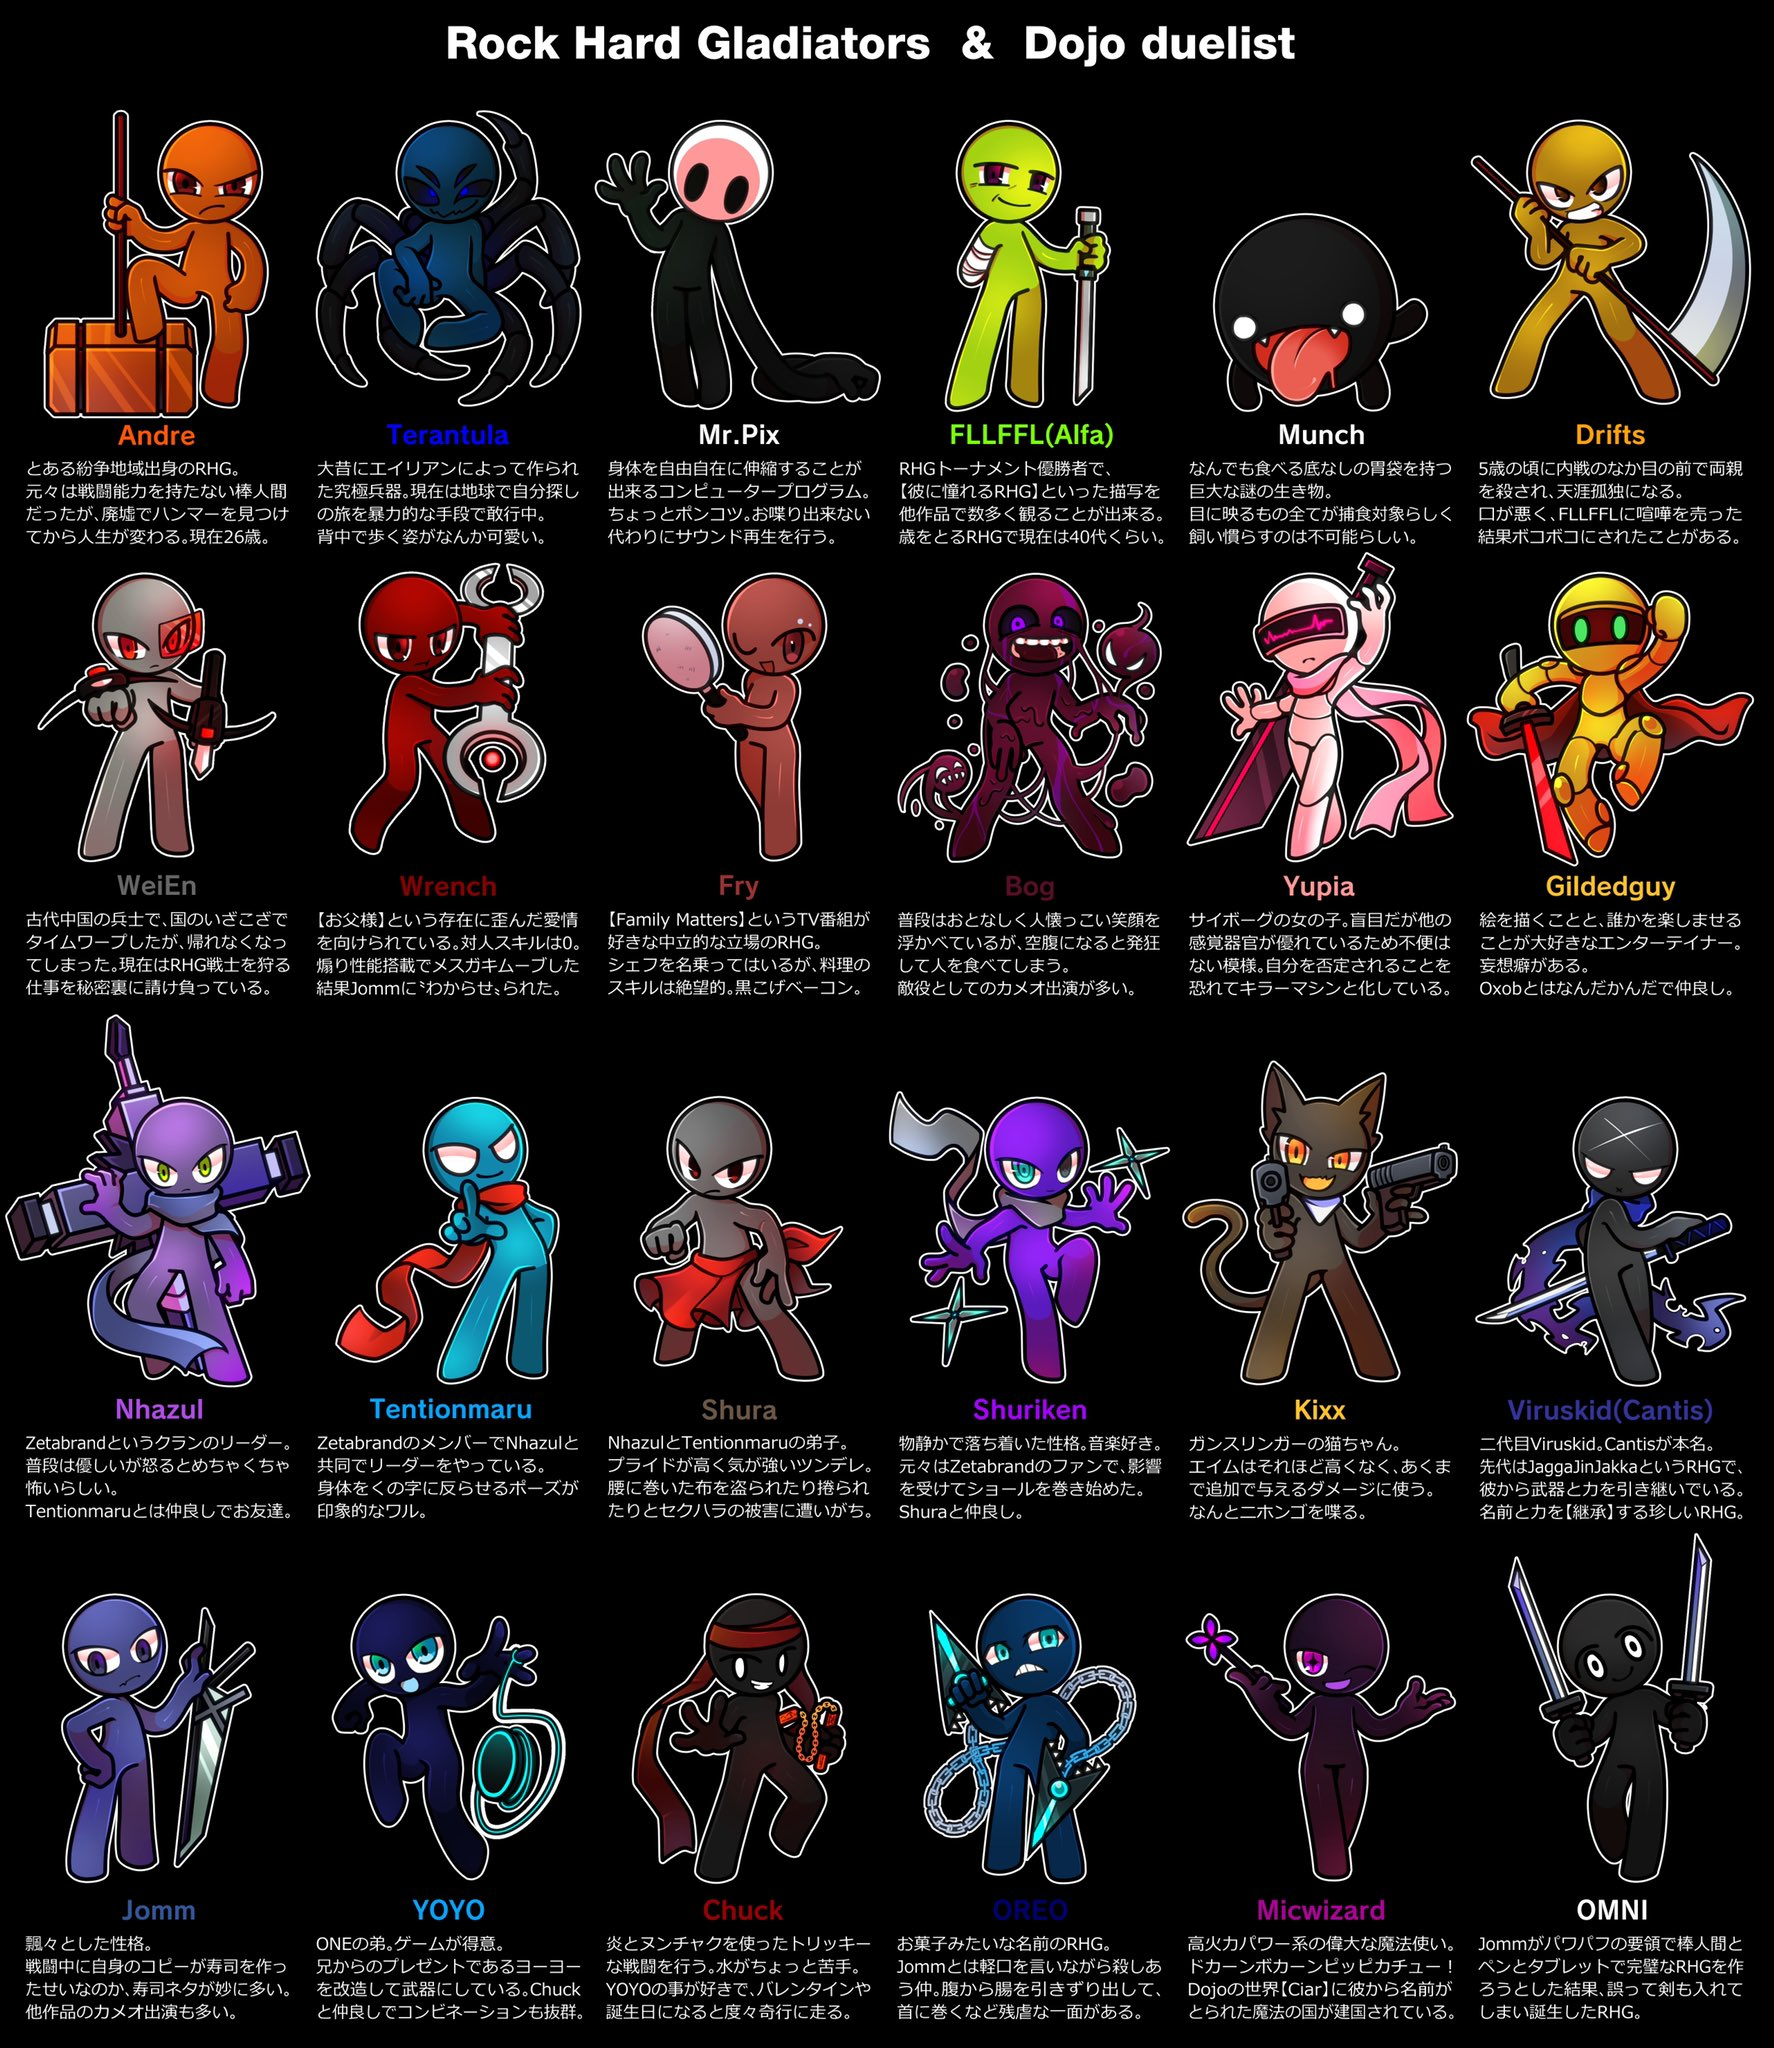 Rock Hard Gladiators & Dojo duelist
Andre
とある紛争地域出身のRHG。
元々は戦闘能力を持たない棒人間
だったが、廃墟でハンマーを見つけ
てから人生が変わる。現在26歳。
Terantula
大昔にエイリアンによって作られ
た究極兵器。現在は地球で自分探し
の旅を暴力的な手段で敢行中。
背中で歩く姿がなんか可愛い。
Mr.Pix
身体を自由自在に伸縮することが
出来るコンピュータープログラム。
ちょっとポンコツ。お喋り出来ない
代わりにサウンド再生を行う。
FLLFFL(Alfa)
RHGトーナメント優勝者で、
【彼に憧れるRHG】といった描写を
他作品で数多く観ることが出来る。
歳をとるRHGで現在は40代くらい。
Munch
なんでも食べる底なしの胃袋を持つ
巨大な謎の生き物。
目に映るもの全てが捕食対象らしく
飼い慣らすのは不可能らしい。
Drifts
5歳の頃に内戦のなか目の前で両親
を殺され、天涯孤独になる。
口が悪く、FLLFFLに喧嘩を売った
結果ボコボコにされたことがある。
WeiEn
古代中国の兵士で、国のいざこざで
タイムワープしたが、帰れなくなっ
てしまった。現在はRHG戦士を狩る
仕事を秘密裏に請け負っている。
Wrench
【お父様】という存在に歪んだ愛情
を向けられている。対人スキルは0。
煽り性能搭載でメスガキムーブした
結果Jommに〝わからせ〟られた。
Fry
【Family Matters】というTV番組が
好きな中立的な立場のRHG。
シェフを名乗ってはいるが、料理の
スキルは絶望的。黒こげベーコン。
Bog
普段はおとなしく人懐っこい笑顔を
浮かべているが、空腹になると発狂
して人を食べてしまう。
敵役としてのカメオ出演が多い。
Yupia
サイボーグの女の子。盲目だが他の
感覚器官が優れているため不便は
ない模様。自分を否定されることを
恐れてキラーマシンと化している。
Gildedguy
絵を描くことと、誰かを楽しませる
ことが大好きなエンターテイナー。
妄想癖がある。
Oxobとはなんだかんだで仲良し。
Nhazul
Zetabrandというクランのリーダー。
普段は優しいが怒るとめちゃくちゃ
怖いらしい。
Tentionmaruとは仲良しでお友達。
Tentionmaru
ZetabrandのメンバーでNhazulと
共同でリーダーをやっている。
身体をくの字に反らせるポーズが
印象的なワル。
Shura
NhazulとTentionmaruの弟子。
プライドが高く気が強いツンデレ。
腰に巻いた布を盗られたり捲られ
たりとセクハラの被害に遭いがち。
Shuriken
物静かで落ち着いた性格。音楽好き。
元々はZetabrandのファンで、影響
を受けてショールを巻き始めた。
Shuraと仲良し。
Kixx
ガンスリンガーの猫ちゃん。
エイムはそれほど高くなく、あくま
で追加で与えるダメージに使う。
なんとニホンゴを喋る。
Viruskid(Cantis)
二代目Viruskid。Cantisが本名。
先代はJaggaJinJakkaというRHGで、
彼から武器と力を引き継いでいる。
名前と力を【継承】する珍しいRHG。
Jomm
飄々とした性格。
戦闘中に自身のコピーが寿司を作っ
たせいなのか、寿司ネタが妙に多い。
他作品のカメオ出演も多い。
YOYO
ONEの弟。ゲームが得意。
兄からのプレゼントであるヨーヨー
を改造して武器にしている。Chuck
と仲良しでコンビネーションも抜群。
Chuck
炎とヌンチャクを使ったトリッキー
な戦闘を行う。水がちょっと苦手。
YOYOの事が好きで、バレンタインや
誕生日になると度々奇行に走る。
OREO
お菓子みたいな名前のRHG。
Jommとは軽口を言いながら殺しあ
う仲。腹から腸を引きずり出して、
首に巻くなど残虐な一面がある。
Micwizard
高火力パワー系の偉大な魔法使い。
ドカーンボカーンピッピカチュー！
Dojoの世界【Ciar】に彼から名前が
とられた魔法の国が建国されている。
OMNI
Jommがパワパフの要領で棒人間と
ペンとタブレットで完璧なRHGを作
ろうとした結果、誤って剣も入れて
しまい誕生したRHG。